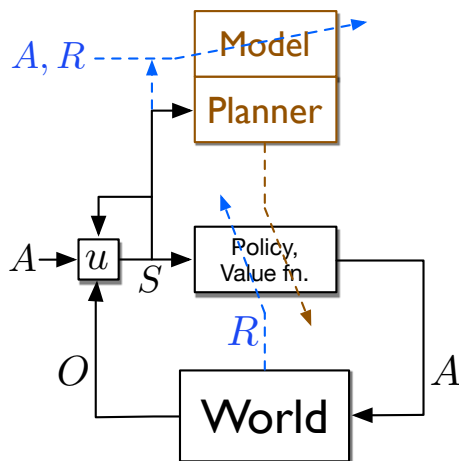 Model
A, R
Planner
A
u
S
Policy,
Value fn.
R
O
A
World